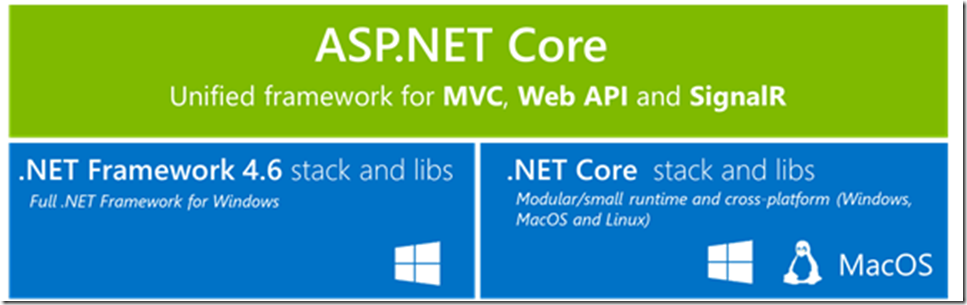 ASP.NET Core
Unified framework for MVC, Web API and SignalR
.NET Framework 4.6 stack and libs
Full .NET Framework for Windows
.NET Core stack and libs
Modular/small runtime and cross-platform (Windows,
MacOS and Linux)
MacOS